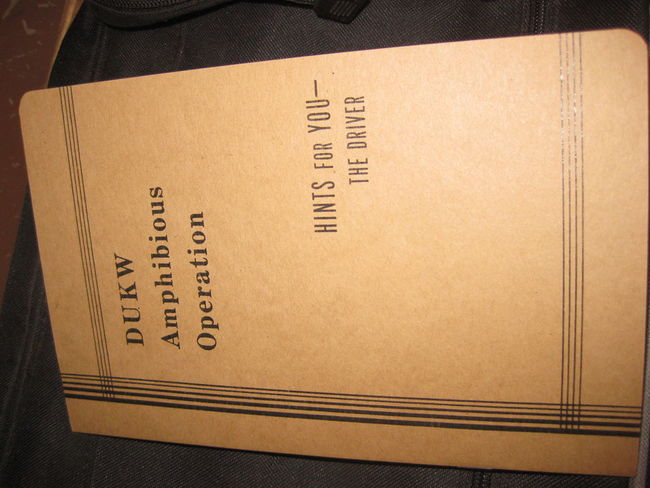 DUKW
Amphibious
Operation
HINTS FOR YOU—
THE DRIVER